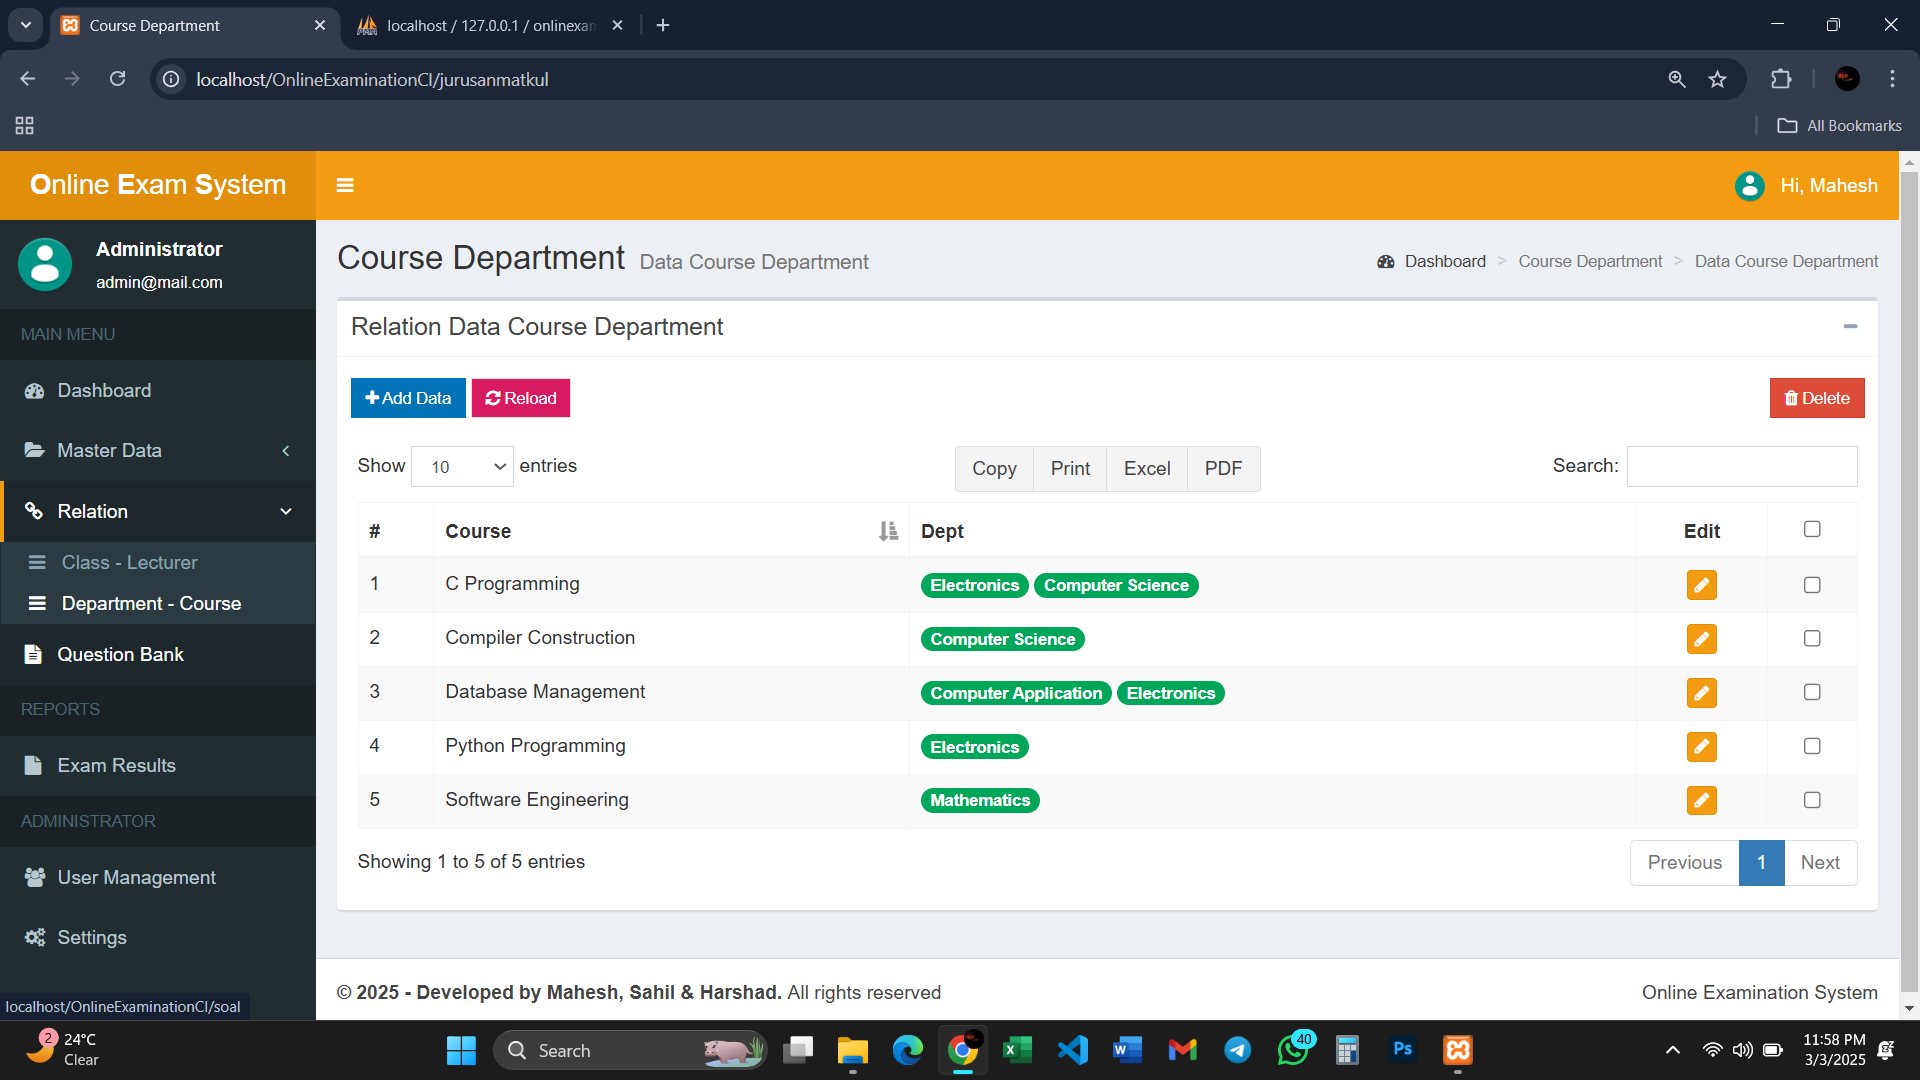 Course Department
localhost / 127.0.0.1 / onlinexan
localhost/OnlineExaminationCI/jurusanmatkul
All Bookmarks
Online Exam System
Hi, Mahesh
Administrator
admin@mail.com
MAIN MENU
Dashboard
Master Data
Relation
Class - Lecturer
Department - Course
Question Bank
REPORTS
Exam Results
ADMINISTRATOR
User Management
Settings
localhost/OnlineExaminationCI/soal
Course Department Data Course Department
Dashboard > Course Department > Data Course Department
Relation Data Course Department
Add Data Reload Delete
Show 10 entries
Copy Print Excel PDF
Search:
# Course Dept Edit
1 C Programming Electronics Computer Science
2 Compiler Construction Computer Science
3 Database Management Computer Application Electronics
4 Python Programming Electronics
5 Software Engineering Mathematics
Showing 1 to 5 of 5 entries
Previous 1 Next
© 2025 - Developed by Mahesh, Sahil & Harshad. All rights reserved
Online Examination System
2
24°C
Clear
Search
W
Ps
40
11:58 PM
3/3/2025